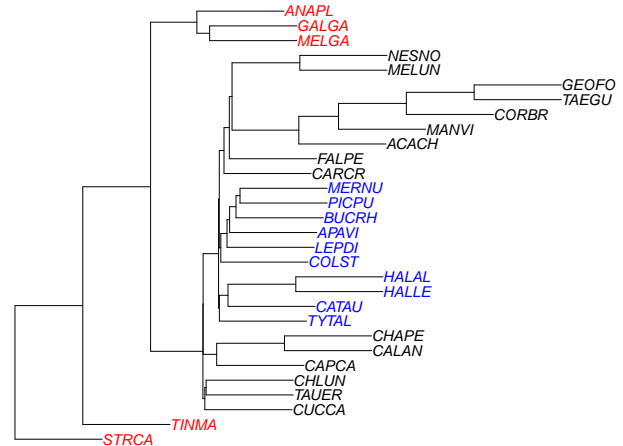 ANAPL
GALGA
MELGA
NESNO
MELUN
GEOFO
TAEGU
CORBR
MANVI
ACACH
FALPE
CARCR
MERNU
PICPU
BUCRH
APAVI
LEPDI
COLST
HALAL
HALLE
CATAU
TYTAL
CHAPE
CALAN
CAPCA
CHLUN
TAUER
CUCCA
TINMA
STRCA